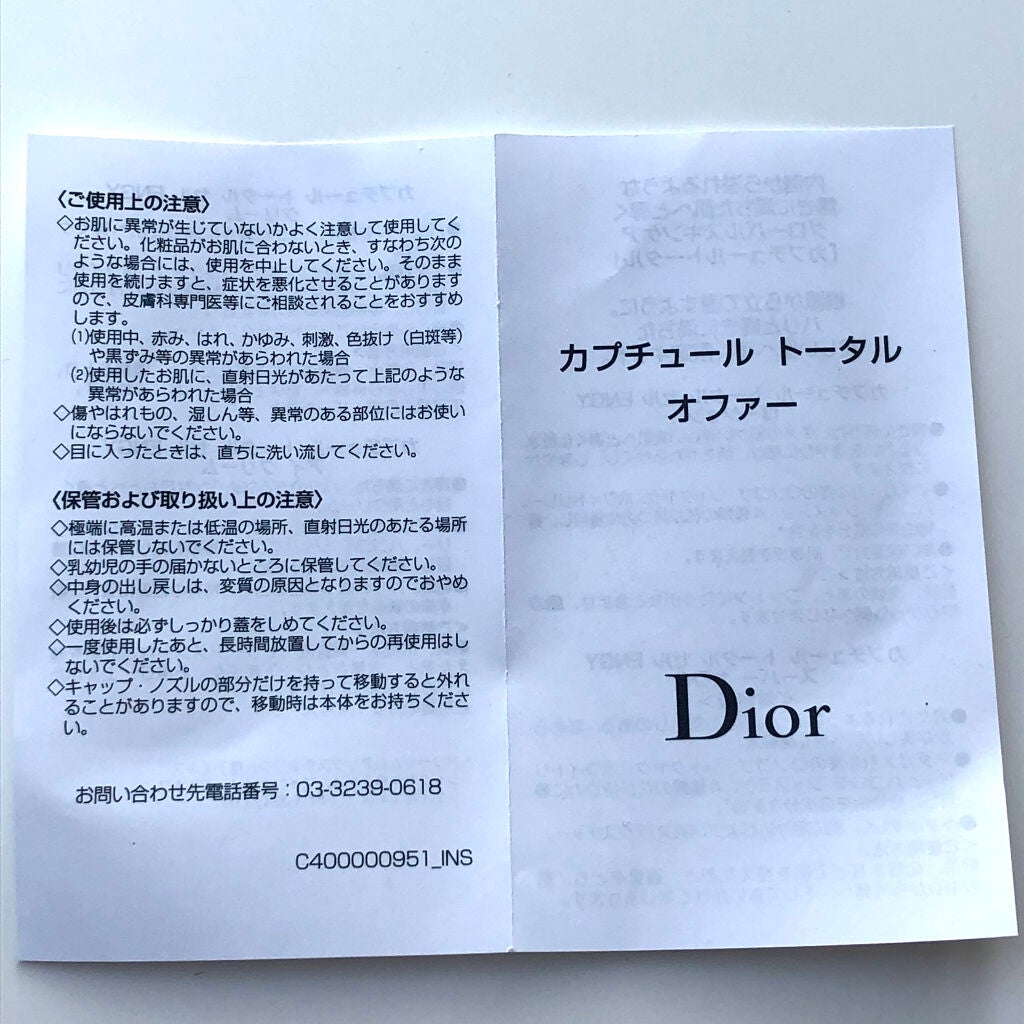 〈ご使用上の注意〉
◇お肌に異常が生じていないかよく注意して使用してく
ださい。化粧品がお肌に合わないとき、すなわち次の
ような場合には、使用を中止してください。そのまま
使用を続けますと、症状を悪化させることがあります
ので、皮膚科専門医等にご相談されることをおすすめ
します。
⑴使用中、赤み、はれ、かゆみ、刺激、色抜け（白斑等）
や黒ずみ等の異常があらわれた場合
⑵使用したお肌に、直射日光があたって上記のような
異常があらわれた場合
◇傷やはれもの、湿しん等、異常のある部位にはお使い
にならないでください。
◇目に入ったときは、直ちに洗い流してください。
〈保管および取り扱い上の注意〉
◇極端に高温または低温の場所、直射日光のあたる場所
には保管しないでください。
◇乳幼児の手の届かないところに保管してください。
◇中身の出し戻しは、変質の原因となりますのでおやめ
ください。
◇使用後は必ずしっかり蓋をしめてください。
◇一度使用したあと、長時間放置してからの再使用はし
ないでください。
◇キャップ・ノズルの部分だけを持って移動すると外れ
ることがありますので、移動時は本体をお持ちくださ
い。
お問い合わせ先電話番号：03-3239-0618
C400000951_INS
カプチュール トータル
オファー
Dior